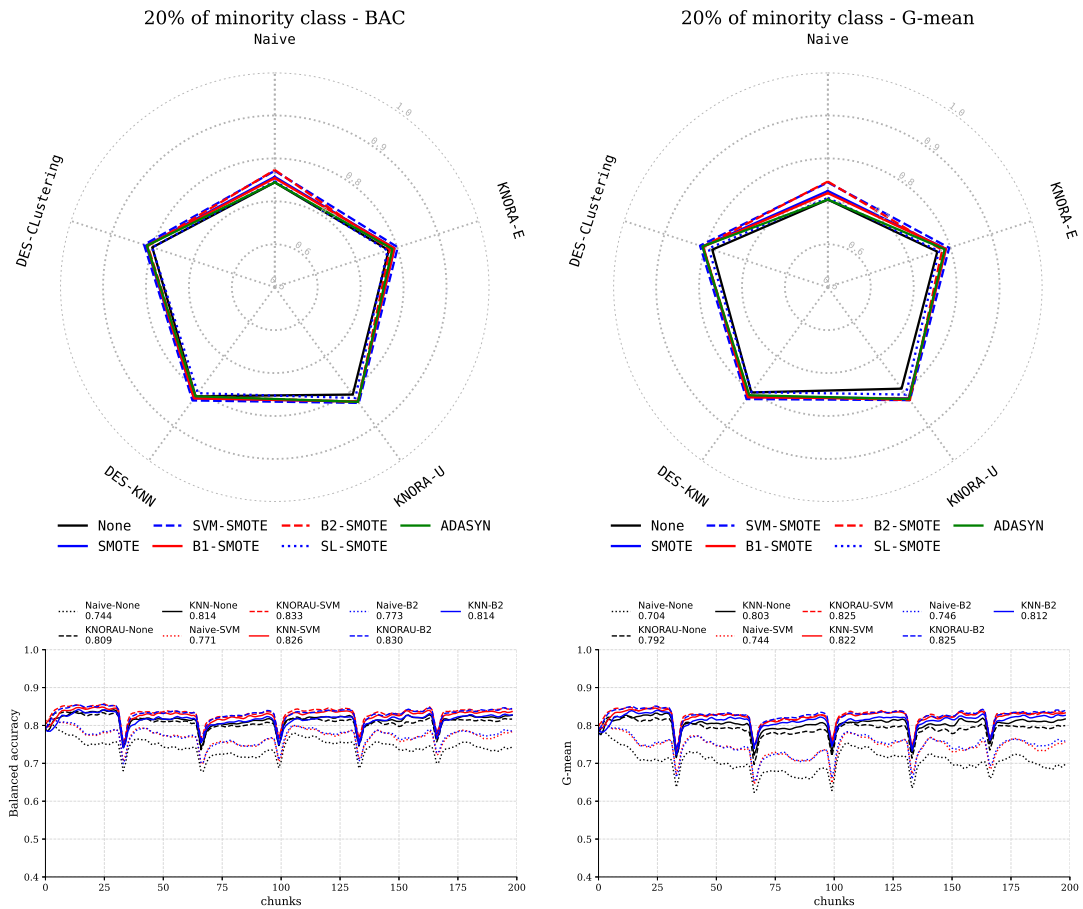 20% of minority class - BAC
Naive
KNORA-E
KNORA-U
DES-KNN
DES-CLustering
1.0
0.9
0.8
0.6
None
SVM-SMOTE
B2-SMOTE
ADASYN
SMOTE
B1-SMOTE
SL-SMOTE
20% of minority class - G-mean
Naive
KNORA-E
KNORA-U
DES-KNN
DES-CLustering
1.0
0.9
0.8
0.6
None
SVM-SMOTE
B2-SMOTE
ADASYN
SMOTE
B1-SMOTE
SL-SMOTE
Naive-None
0.744
KNN-None
0.814
KNORAU-SVM
0.833
Naive-B2
0.773
KNN-B2
0.814
KNORAU-None
0.809
Naive-SVM
0.771
KNN-SVM
0.826
KNORAU-B2
0.830
Balanced accuracy
1.0
0.9
0.8
0.7
0.6
0.5
0.4
0 25 50 75 100 125 150 175 200
chunks
Naive-None
0.704
KNN-None
0.803
KNORAU-SVM
0.825
Naive-B2
0.746
KNN-B2
0.812
KNORAU-None
0.792
Naive-SVM
0.744
KNN-SVM
0.822
KNORAU-B2
0.825
G-mean
1.0
0.9
0.8
0.7
0.6
0.5
0.4
0 25 50 75 100 125 150 175 200
chunks